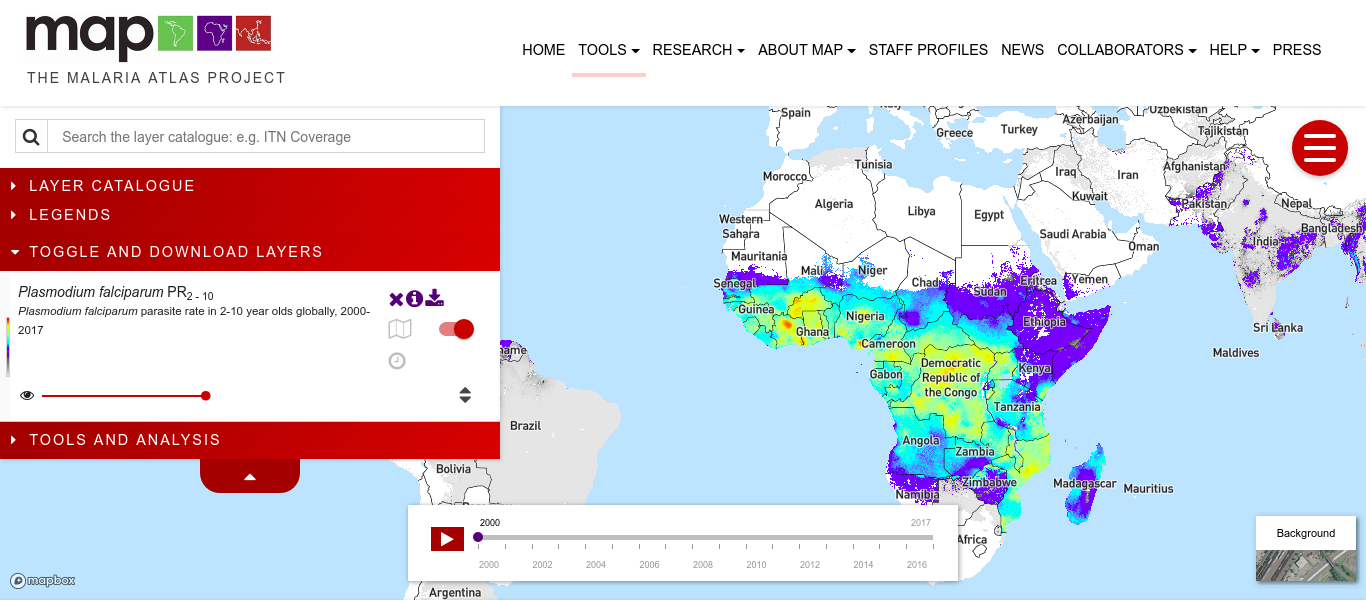 map
THE MALARIA ATLAS PROJECT
HOME TOOLS RESEARCH ABOUT MAP STAFF PROFILES NEWS COLLABORATORS HELP PRESS
Search the layer catalogue: e.g. ITN Coverage
LAYER CATALOGUE
LEGENDS
TOGGLE AND DOWNLOAD LAYERS
Plasmodium falciparum PR2 - 10
Plasmodium falciparum parasite rate in 2-10 year olds globally, 2000-
2017
TOOLS AND ANALYSIS
Spain
Greece
Turkey
Azerbaijan
Uzbekistan
Tajikistan
Tunisia
Morocco
Iraq
Iran
Afghanistan
Kuwait
Pakistan
Nepal
Algeria
Libya
Egypt
Western
Sahara
Saudi Arabia
Oman
India
Bangladesh
Mauritania
Mali
Niger
Chad
Sudan
Eritrea
Yemen
Senegal
Guinea
Ghana
Nigeria
Ethiopia
Sri Lanka
Maldives
Cameroon
Gabon
Democratic
Republic of
the Congo
Kenya
Tanzania
Brazil
Angola
Zambia
Bolivia
Zimbabwe
Namibia
Madagascar
Mauritius
Africa
Argentina
2000 2017
2000 2002 2004 2006 2008 2010 2012 2014 2016
Background
mapbox